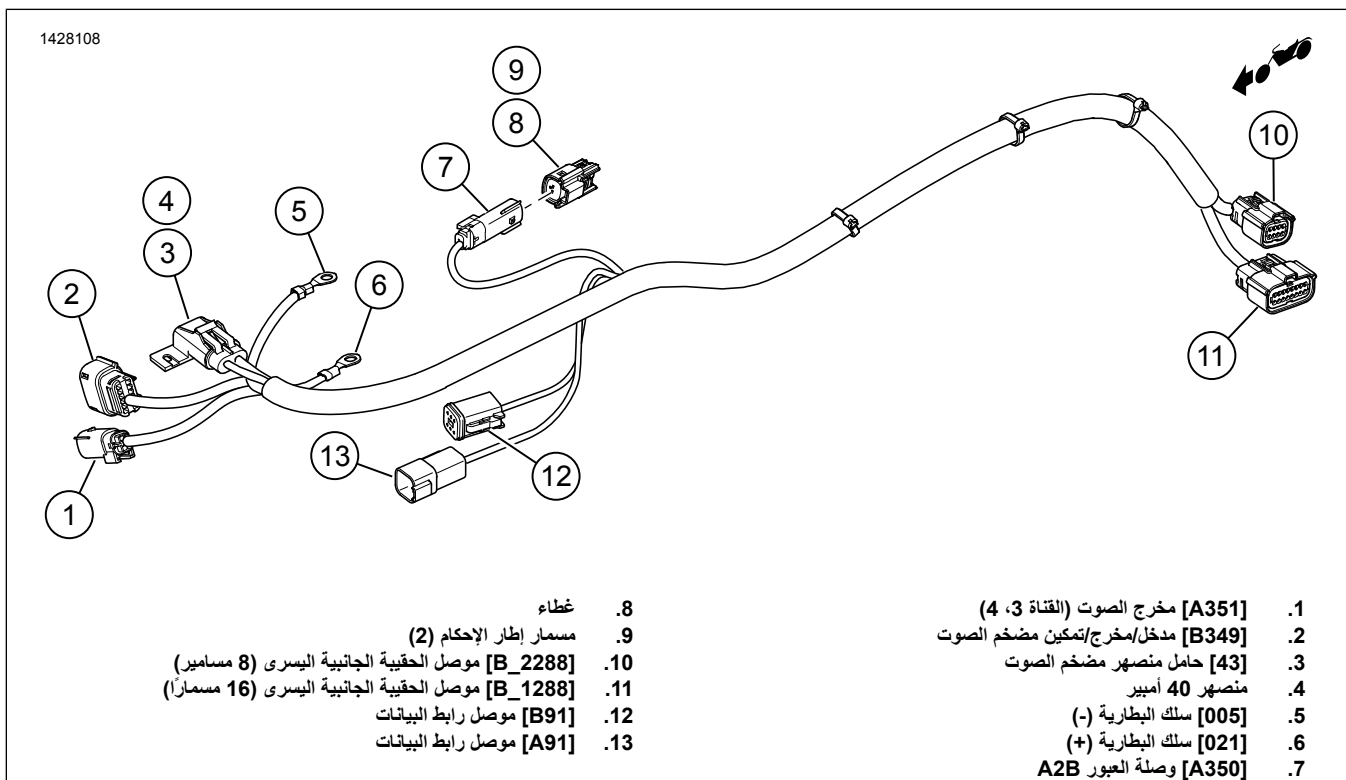 1428108
9
8
7
10
4
3
5
6
2
11
1
13
12
1. [A351] مخرج الصوت (القناة 3، 4)
2. [B349] مدخل/مخرج/تمكين مضخم الصوت
3. [43] حامل منصهر مضخم الصوت
4. منصهر 40 أمبير
5. [005] سلك البطارية (-)
6. [021] سلك البطارية (+)
7. [A350] وصلة العبور A2B
8. غطاء
9. مسمار إطار الإحكام (2)
10. [B_2288] موصل الحقيبة الجانبية اليسرى (8 مسامير)
11. [B_1288] موصل الحقيبة الجانبية اليسرى (16 مسمارًا)
12. [B91] موصل رابط البيانات
13. [A91] موصل رابط البيانات